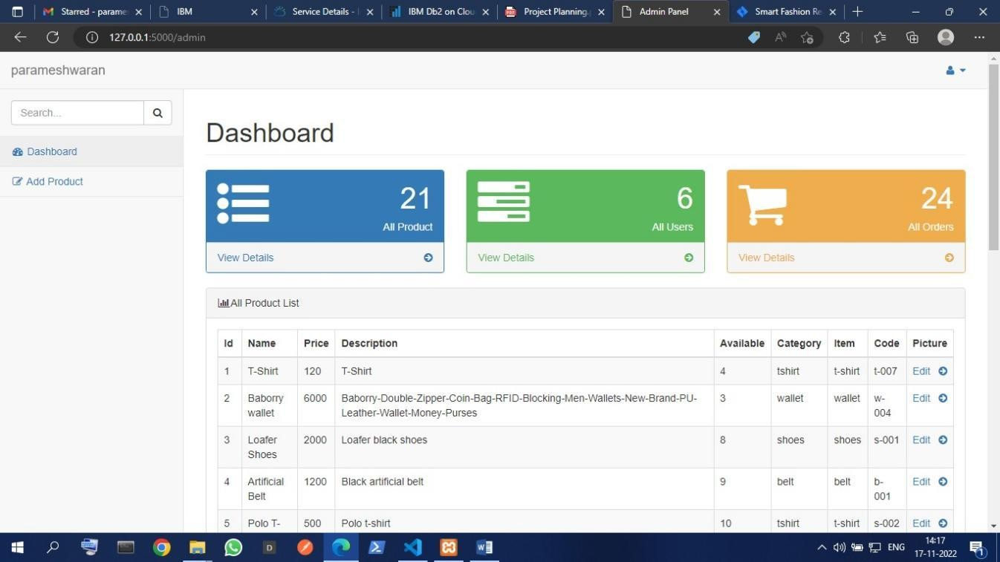 Starred - parame
IBM
Service Details -
IBM Db2 on Clou
Project Planning.
Admin Panel
Smart Fashion Re
127.0.0.1:5000/admin
parameshwaran
Search...
Dashboard
Add Product
Dashboard
21
All Product
View Details
6
All Users
View Details
24
All Orders
View Details
All Product List
Id Name Price Description Available Category Item Code Picture
1 T-Shirt 120 T-Shirt 4 tshirt t-shirt t-007 Edit
2 Baborry 6000 Baborry-Double-Zipper-Coin-Bag-RFID-Blocking-Men-Wallets-New-Brand-PU- 3 wallet wallet w- Edit
wallet Leather-Wallet-Money-Purses 004
3 Loafer 2000 Loafer black shoes 8 shoes shoes s-001 Edit
Shoes
4 Artificial 1200 Black artificial belt 9 belt belt b- Edit
Belt 001
5 Polo T- 500 Polo t-shirt 10 tshirt t-shirt s-002 Edit
D
ENG
14:17
17-11-2022
1